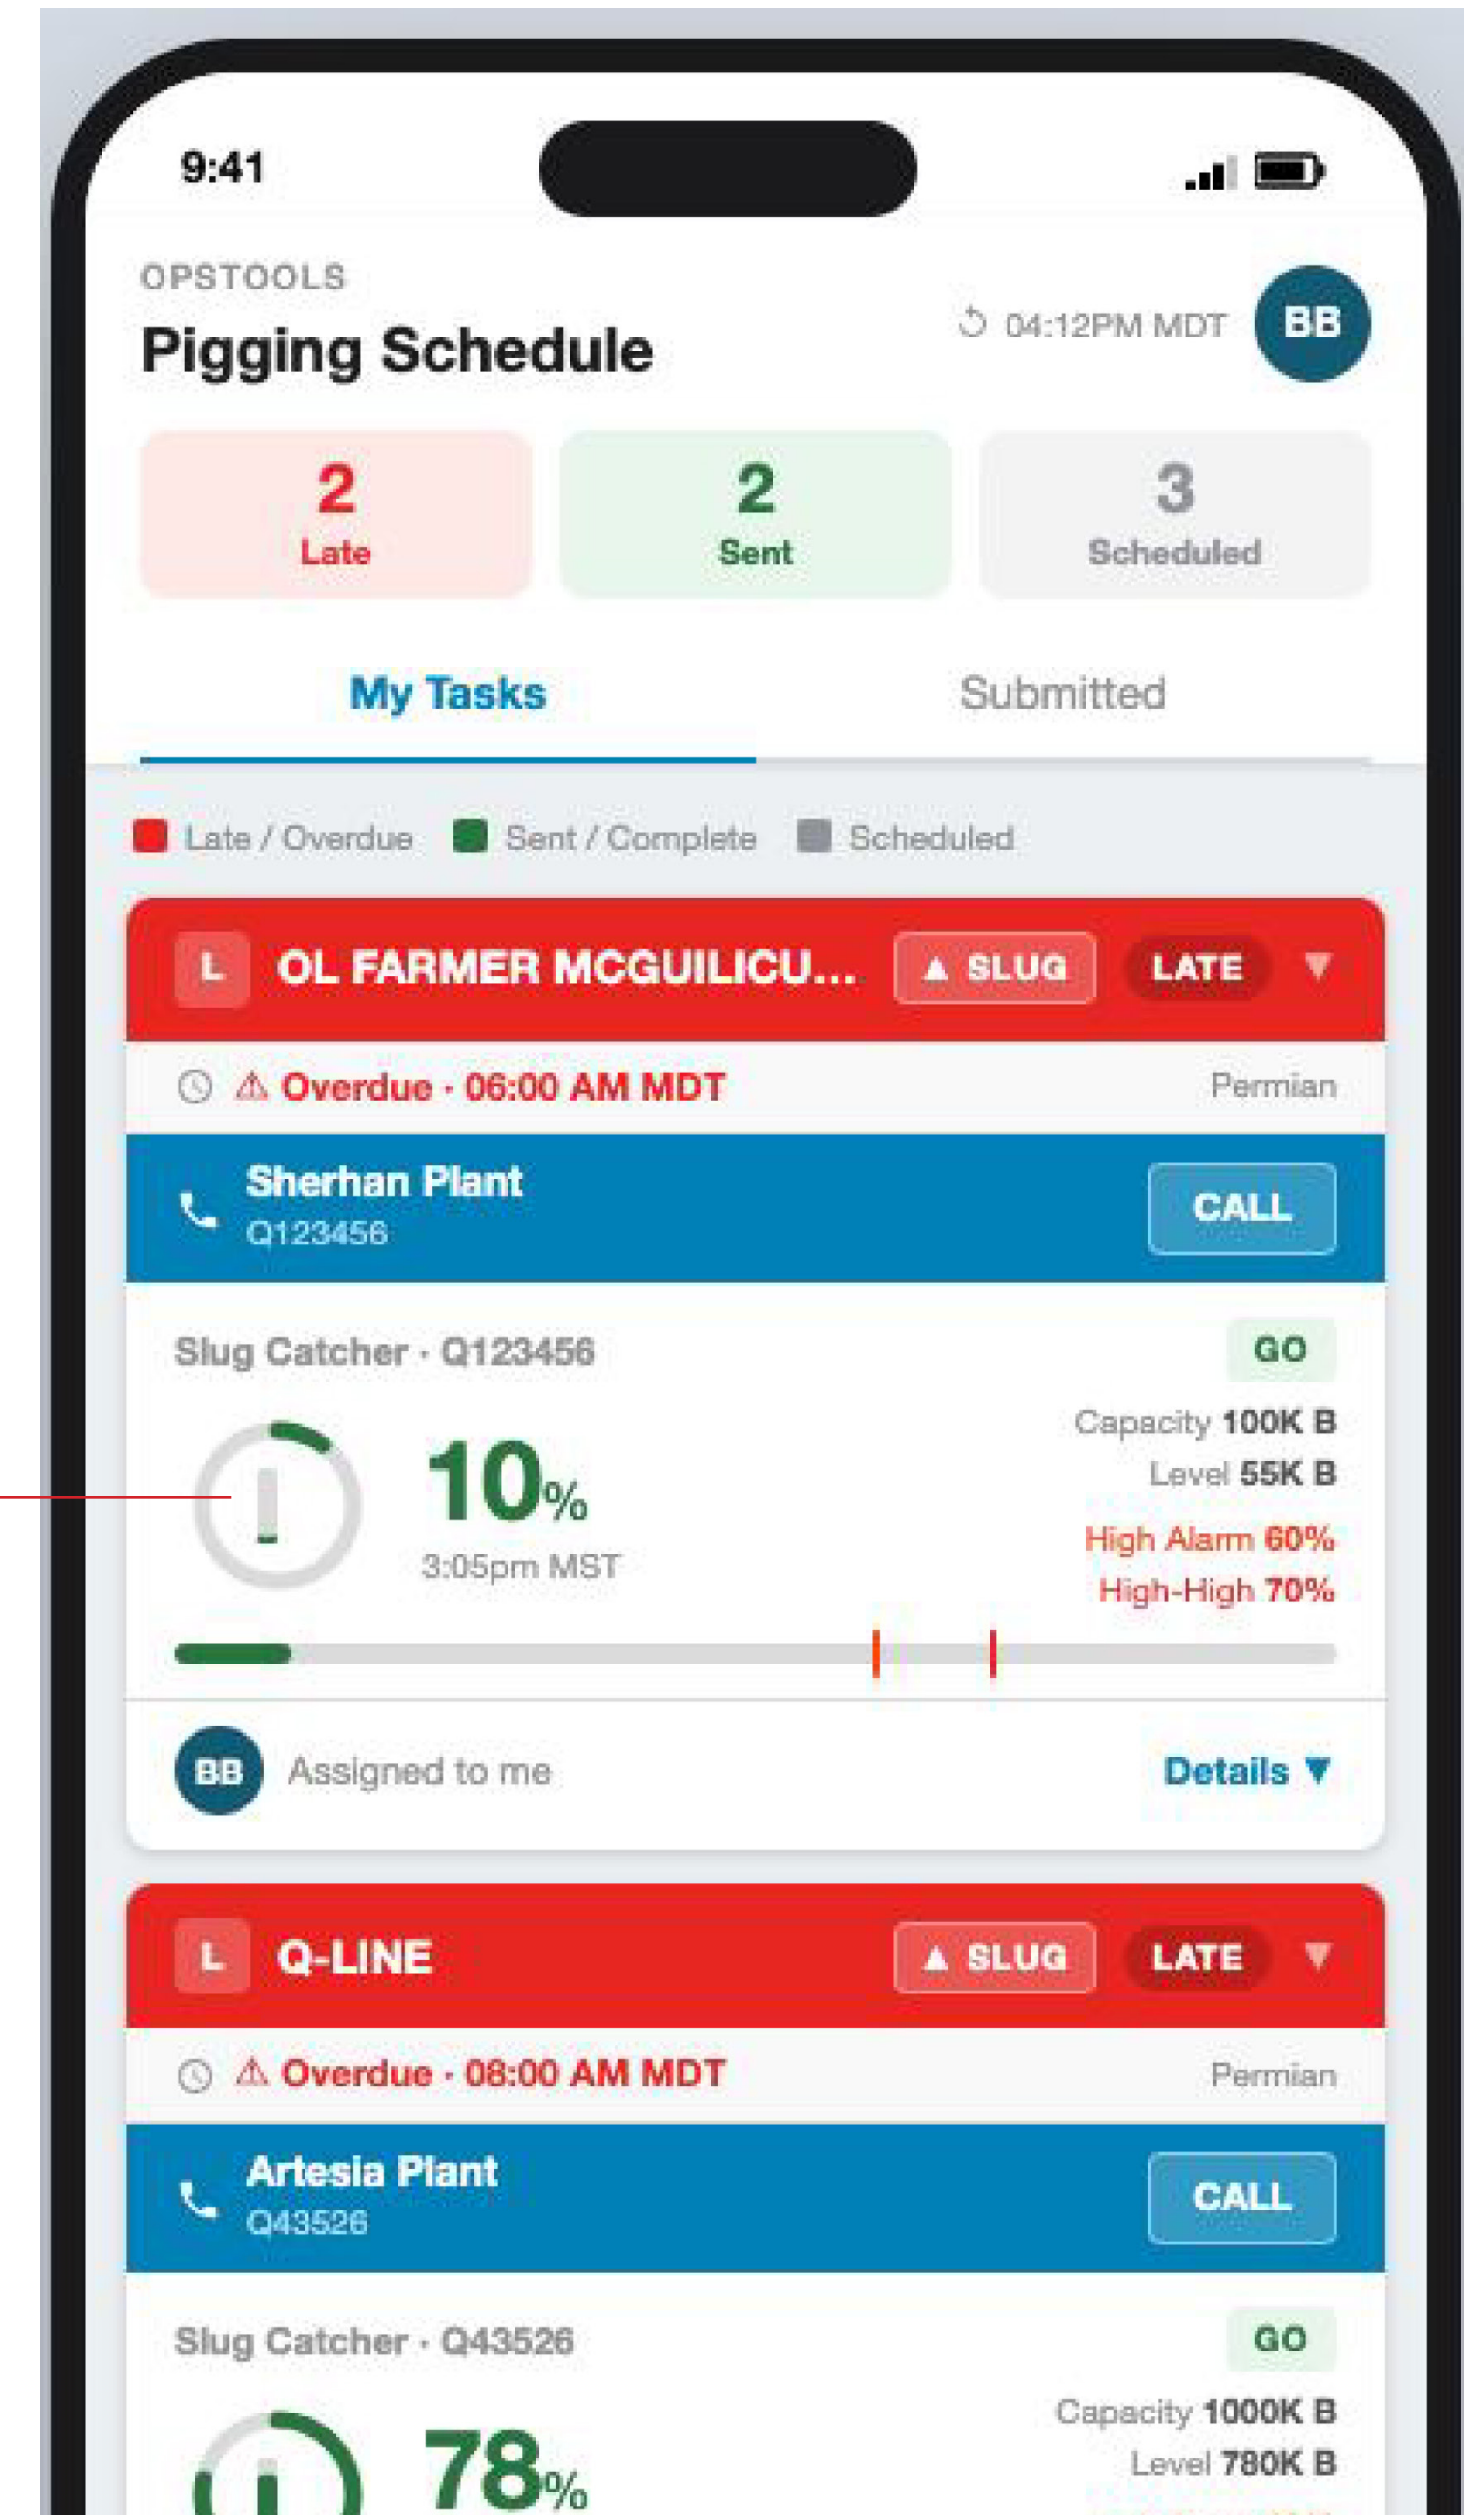 9:41
OPSTOOLS
Pigging Schedule
04:12PM MDT
BB
2
Late
2
Sent
3
Scheduled
My Tasks
Submitted
Late / Overdue
Sent / Complete
Scheduled
L OL FARMER MCGUILICU... ▲ SLUG LATE ▼
⚠ Overdue · 06:00 AM MDT
Permian
Sherhan Plant
Q123456
CALL
Slug Catcher · Q123456
GO
10%
3:05pm MST
Capacity 100K B
Level 55K B
High Alarm 60%
High-High 70%
BB Assigned to me
Details ▼
L Q-LINE ▲ SLUG LATE ▼
⚠ Overdue · 08:00 AM MDT
Permian
Artesia Plant
Q43526
CALL
Slug Catcher · Q43526
GO
78%
Capacity 1000K B
Level 780K B